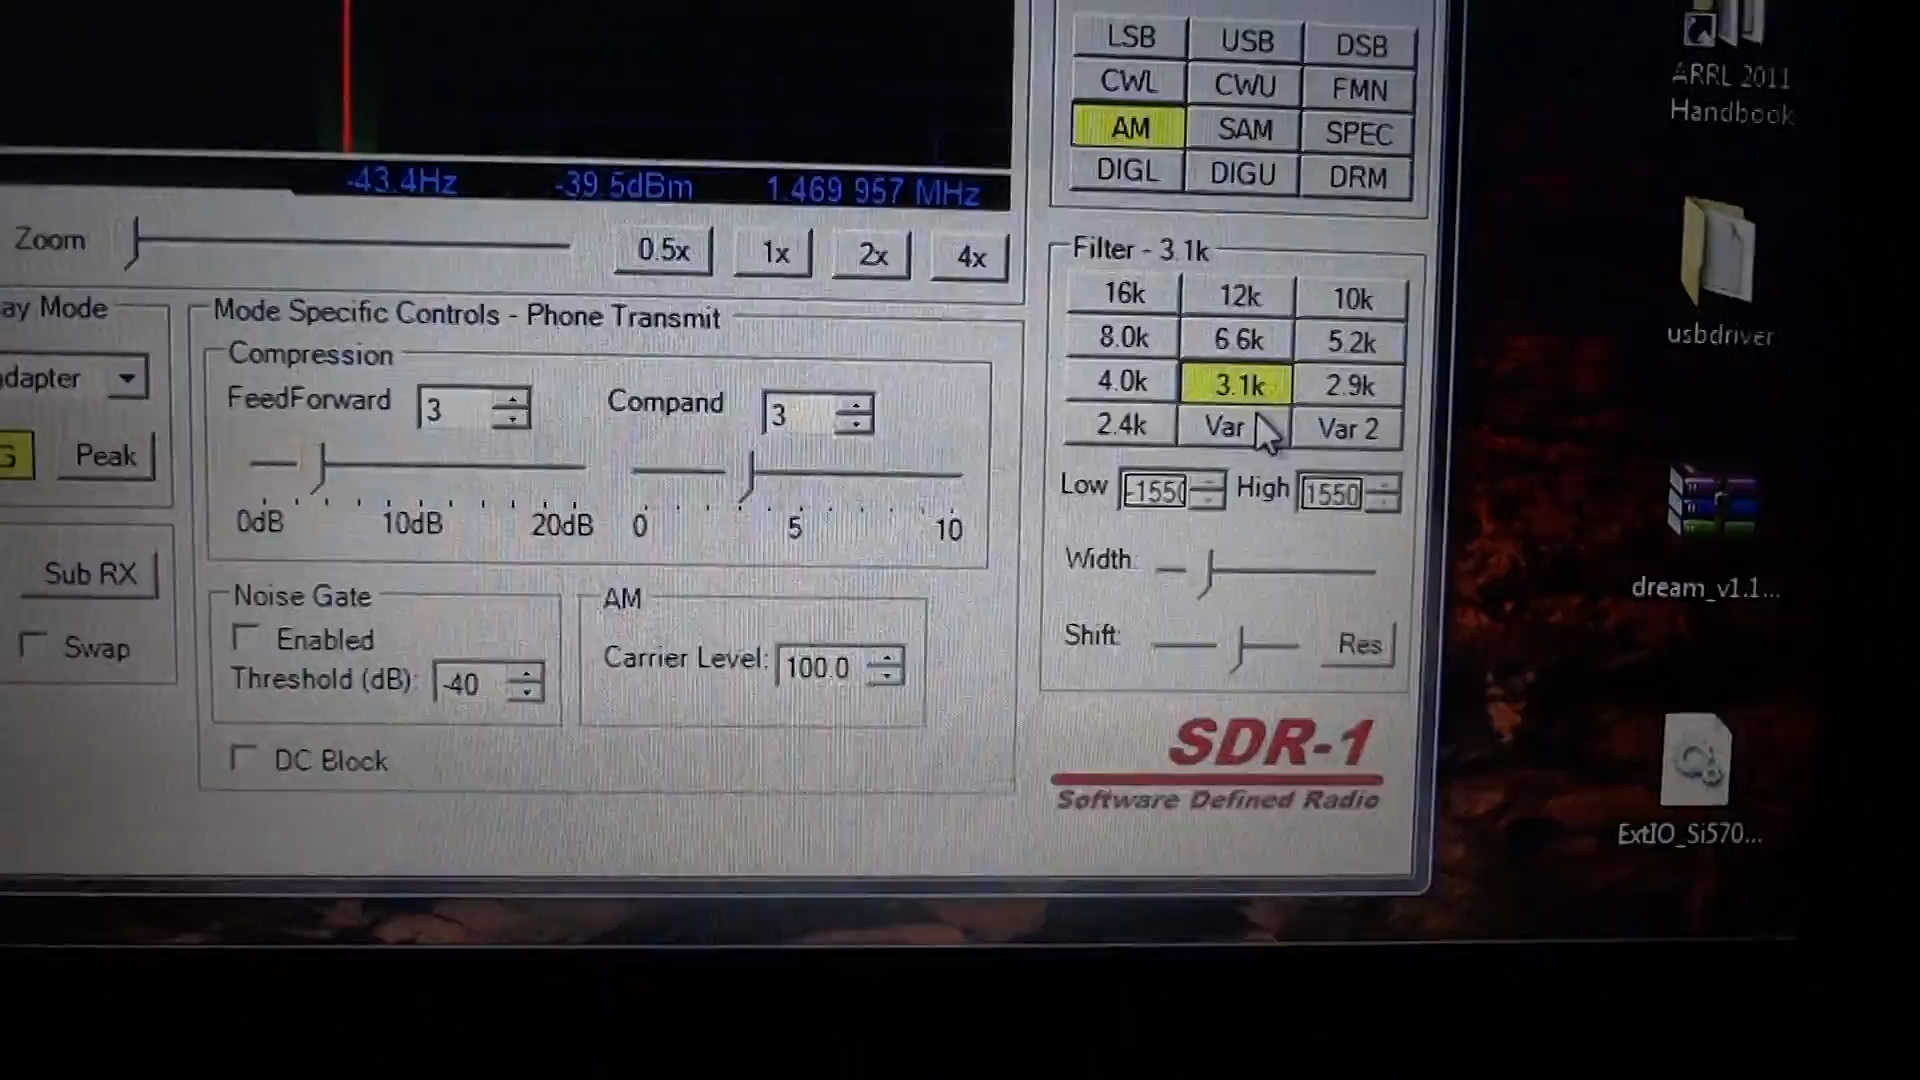 LSB USB DSB
CWL CWU FMN
AM SAM SPEC
DIGL DIGU DRM
-43.4Hz -39.5dBm 1.469 957 MHz
Zoom 0.5x 1x 2x 4x
Filter - 3.1k
16k 12k 10k
8.0k 6.6k 5.2k
4.0k 3.1k 2.9k
2.4k Var Var 2
Low -1550 High 1550
Width:
Shift: Res
ay Mode
dapter
G Peak
Sub RX
Swap
Mode Specific Controls - Phone Transmit
Compression
FeedForward 3 Compand 3
0dB 10dB 20dB 0 5 10
Noise Gate
Enabled
Threshold (dB): -40
AM
Carrier Level: 100.0
DC Block
SDR-1
Software Defined Radio
ARRL 2011
Handbook
usbdriver
dream_v1.1...
ExtIO_Si570...